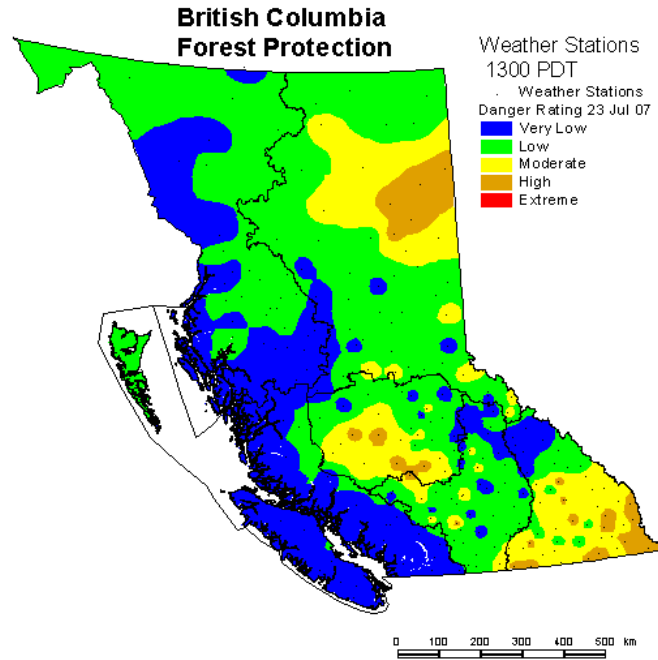 British Columbia
Forest Protection
Weather Stations
1300 PDT
Weather Stations
Danger Rating 23 Jul 07
Very Low
Low
Moderate
High
Extreme
0 100 200 300 400 500 km